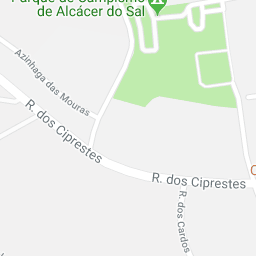 Parque de Campismo
de Alcácer do Sal
Azinhaga das Mouras
R. dos Ciprestes
R. dos Ciprestes
R. dos Cardos